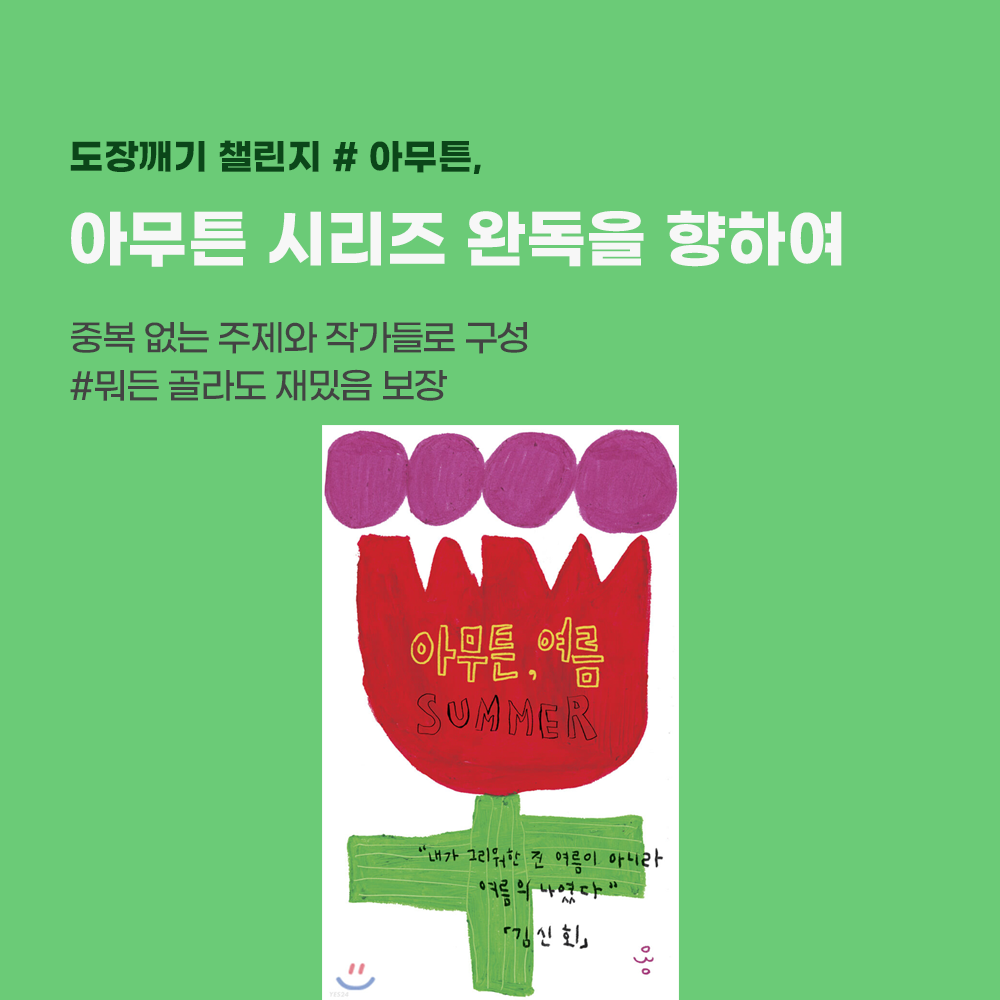 도장깨기 챌린지 # 아무튼,
아무튼 시리즈 완독을 향하여
중복 없는 주제와 작가들로 구성
#뭐든 골라도 재밌음 보장
아무튼, 여름
SUMMER
"내가 그리워한 건 여름이 아니라
여름의 나였다"
「김신회」
030